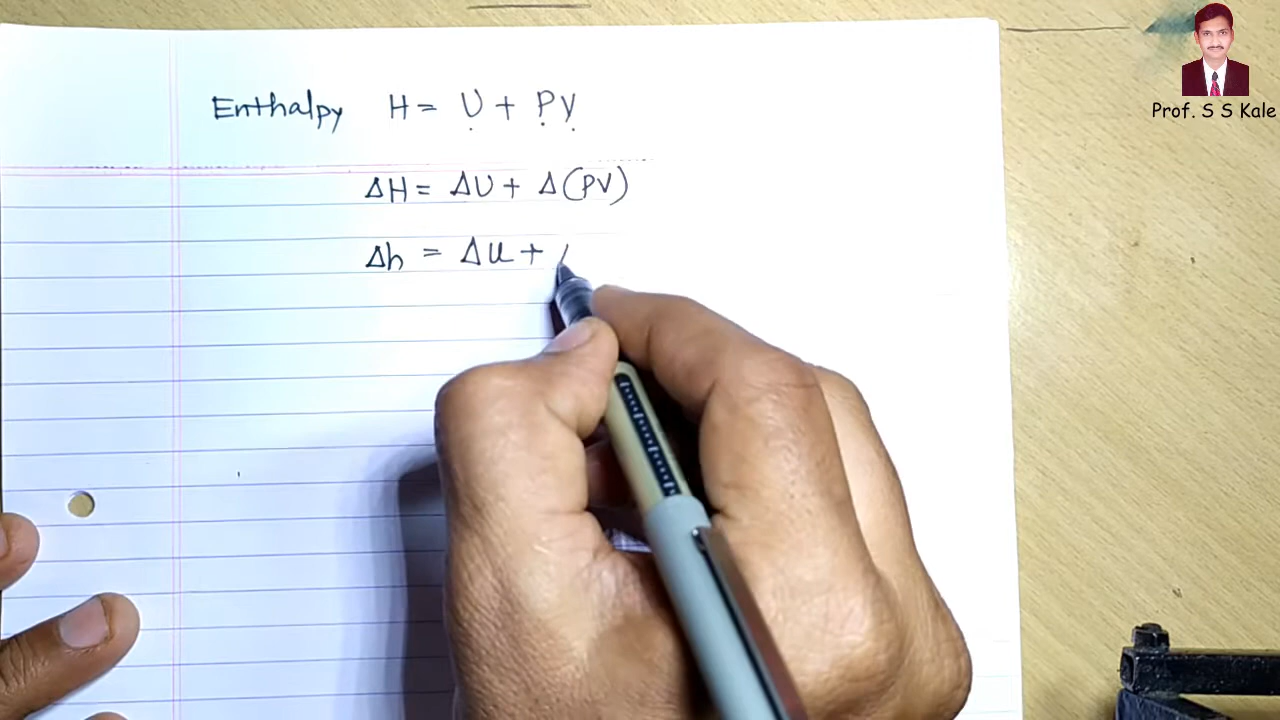 Prof. S S Kale
Enthalpy H = U + PV
ΔH = ΔU + Δ(PV)
Δh = Δu +